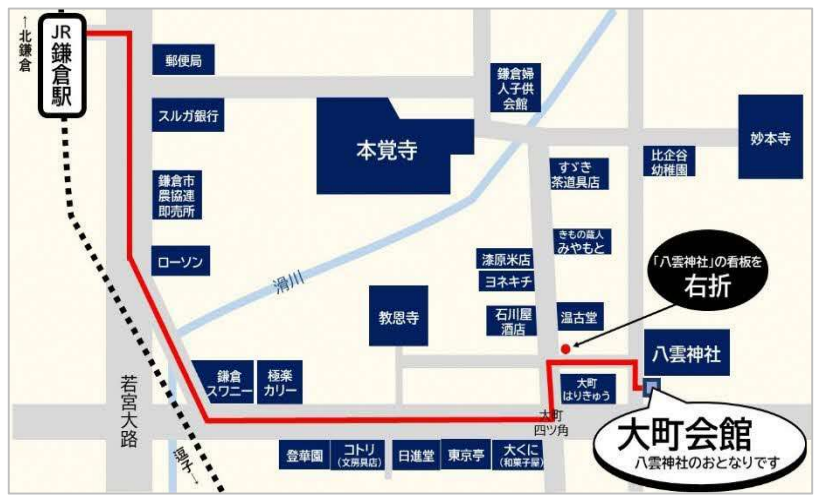 ←北鎌倉
JR
鎌倉駅
郵便局
スルガ銀行
鎌倉市
農協連
即売所
ローソン
本覚寺
鎌倉婦
人子供
会館
妙本寺
比企谷
幼稚園
すゞき
茶道具店
きもの蔵人
みやもと
漆原米店
ヨネキチ
石川屋
酒店
温古堂
「八雲神社」の看板を
右折
滑川
教恩寺
八雲神社
鎌倉
スワニー
極楽
カリー
大町
はりきゅう
若宮大路
逗子→
大町
四ツ角
登華園
コトリ
(文房具店)
日進堂
東京亭
大くに
(和菓子屋)
大町会館
八雲神社のおとなりです